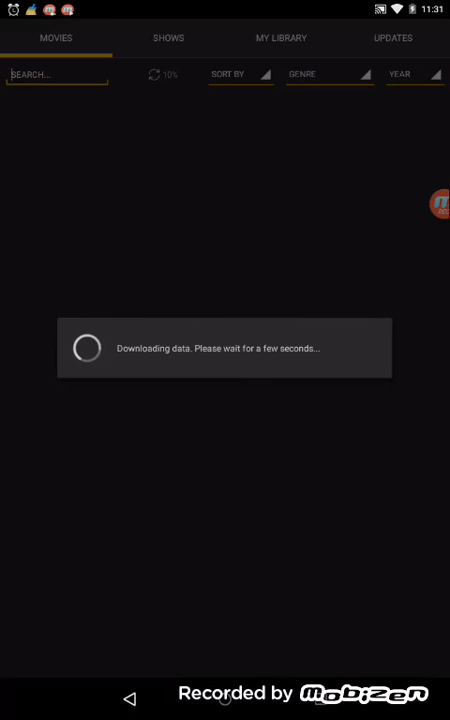 11:31
MOVIES SHOWS MY LIBRARY UPDATES
SEARCH... 10% SORT BY GENRE YEAR
REC
Downloading data. Please wait for a few seconds...
Recorded by mobizen